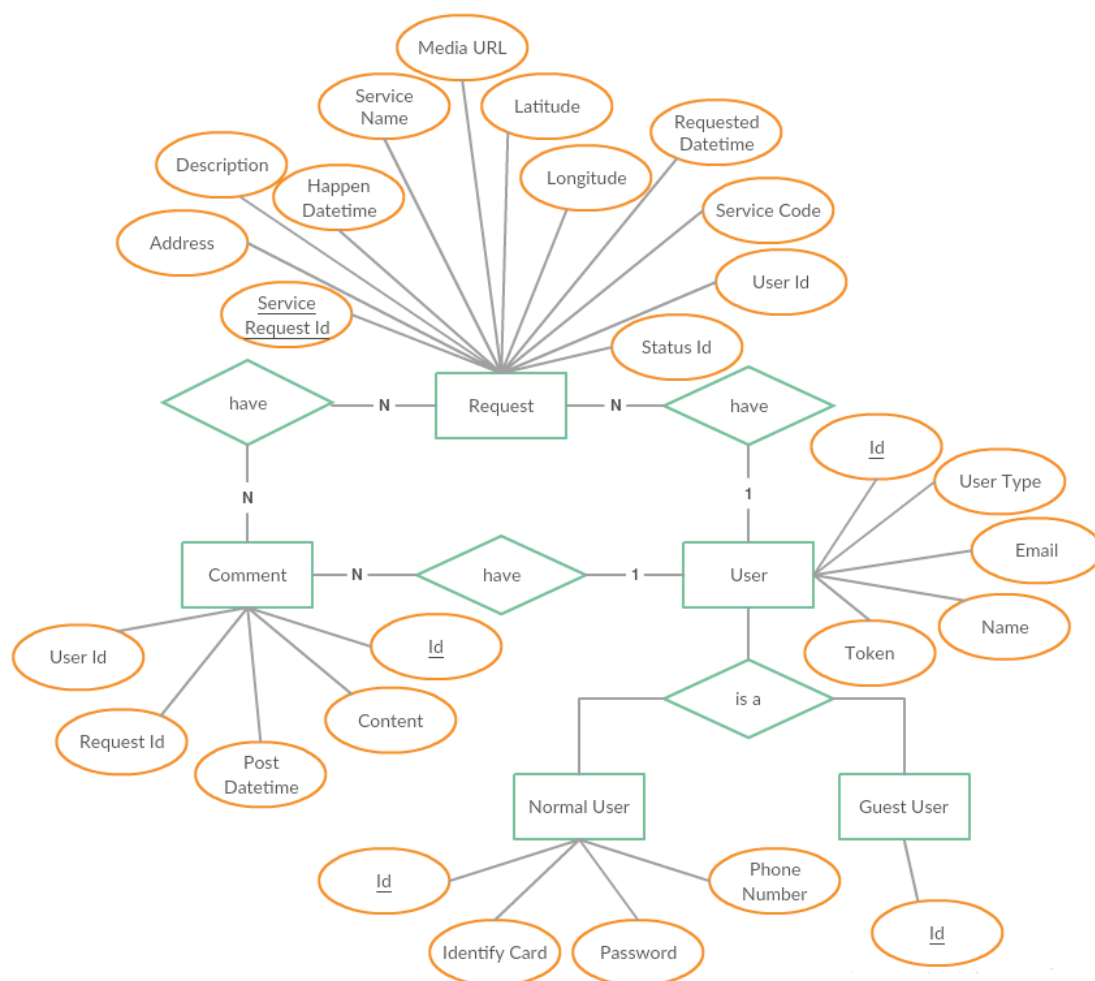 Media URL
Service
Name
Latitude
Requested
Datetime
Description
Happen
Datetime
Longitude
Service Code
Address
User Id
Service
Request Id
Status Id
have
N
Request
N
have
Id
User Type
N
1
Email
Comment
N
have
1
User
Name
User Id
Id
Token
Request Id
Content
is a
Post
Datetime
Normal User
Guest User
Id
Phone
Number
Identify Card
Password
Id